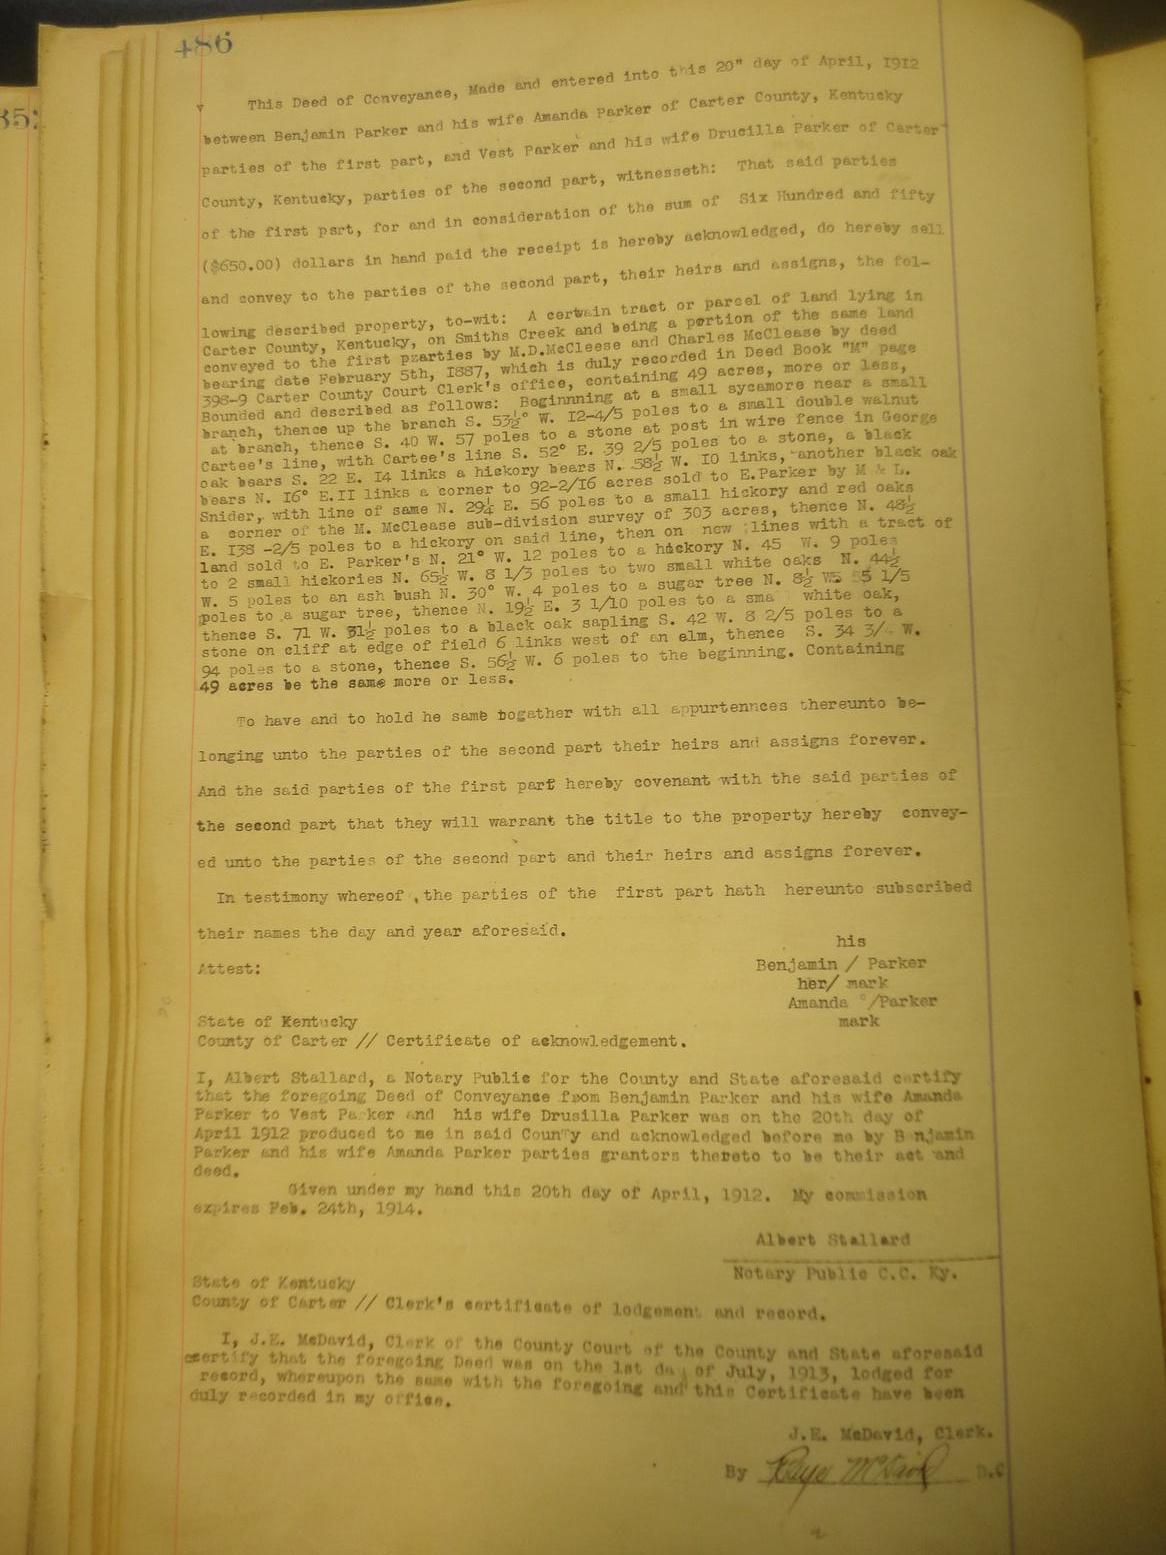 486
35:
This Deed of Conveyance, Made and entered into this 20" day of April, 1912
between Benjamin Parker and his wife Amanda Parker of Carter County, Kentucky
parties of the first part, and Vest Parker and his wife Drucilla Parker of Carter
County, Kentucky, parties of the second part, witnesseth: That said parties
of the first part, for and in consideration of the sum of Six Hundred and fifty
($650.00) dollars in hand paid the receipt is hereby acknowledged, do hereby sell
and convey to the parties of the second part, their heirs and assigns, the fol-
lowing described property, to-wit: A certain tract or parcel of land lying in
Carter County, Kentucky, on Smiths Creek and being a portion of the same land
conveyed to the first parties by M.D.McCleese and Charles McClease by deed
bearing date February 5th, 1887, which is duly recorded in Deed Book "M" page
398-9 Carter County Court Clerk's office, containing 49 acres, more or less,
Bounded and described as follows: Beginnning at a small sycamore near a small
branch, thence up the branch S. 53½° W. 12-4/5 poles to a small double walnut
at branch, thence S. 40 W. 57 poles to a stone at post in wire fence in George
Cartee's line, with Cartee's line S. 52° E. 39 2/5 poles to a stone, a black
oak bears S. 22 E. 14 links a hickory bears N. 58½ W. 10 links, another black oak
bears N. 16° E.II links a corner to 92-2/16 acres sold to E.Parker by M & L.
Snider, with line of same N. 29¼ E. 56 poles to a small hickory and red oaks
a corner of the M. McClease sub-division survey of 303 acres, thence N. 48½
E. 138 -2/5 poles to a hickory on said line, then on new lines with a tract of
land sold to E. Parker's N. 21° W. 12 poles to a hickory N. 45 W. 9 poles
to 2 small hickories N. 65½ W. 8 1/3 poles to two small white oaks N. 44½
W. 5 poles to an ash bush N. 30° W. 4 poles to a sugar tree N. 8½ 5 1/5
poles to a sugar tree, thence N. 19½ E. 3 1/10 poles to a sma white oak,
thence S. 71 W. 31½ poles to a black oak sapling S. 42 W. 8 2/5 poles to a
stone on cliff at edge of field 6 links west of an elm, thence S. 34 W.
94 poles to a stone, thence S. 56½ W. 6 poles to the beginning. Containing
49 acres be the same more or less.
To have and to hold he same togather with all appurtennces thereunto be-
longing unto the parties of the second part their heirs and assigns forever.
And the said parties of the first part hereby covenant with the said parties of
the second part that they will warrant the title to the property hereby convey-
ed unto the parties of the second part and their heirs and assigns forever.
In testimony whereof , the parties of the first part hath hereunto subscribed
their names the day and year aforesaid.
his
Attest:
Benjamin / Parker
her/ mark
Amanda /Parker
State of Kentucky
mark
County of Carter // Certificate of acknowledgement.
I, Albert Stallard, a Notary Public for the County and State aforesaid certify
that the foregoing Deed of Conveyance from Benjamin Parker and his wife Amanda
Parker to Vest Parker and his wife Drusilla Parker was on the 20th day of
April 1912 produced to me in said County and acknowledged before me by Benjamin
Parker and his wife Amanda Parker parties grantors thereto to be their act and
deed.
Given under my hand this 20th day of April, 1912. My commission
expires Feb. 24th, 1914.
Albert Stallard
Notary Public C.C. Ky.
State of Kentucky
County of Carter // Clerk's certificate of lodgement and record.
I, J.E. McDavid, Clerk of the County Court of the County and State aforesaid
certify that the foregoing Deed was on the 1st day of July, 1913, lodged for
record, whereupon the same with the foregoing and this Certificate have been
duly recorded in my office.
J.E. McDavid, Clerk.
By McDavid D.C